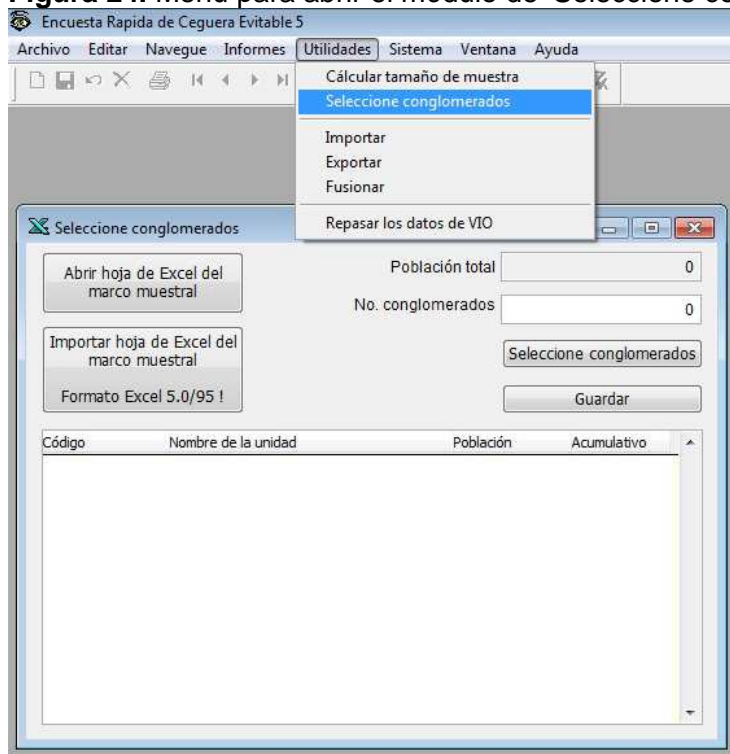 Encuesta Rapida de Ceguera Evitable 5
Archivo Editar Navegue Informes Utilidades Sistema Ventana Ayuda
Cálcular tamaño de muestra
Seleccione conglomerados
Importar
Exportar
Fusionar
Repasar los datos de VIO
Seleccione conglomerados
Abrir hoja de Excel del
marco muestral
Población total 0
No. conglomerados 0
Importar hoja de Excel del
marco muestral
Formato Excel 5.0/95 !
Seleccione conglomerados
Guardar
Código Nombre de la unidad Población Acumulativo